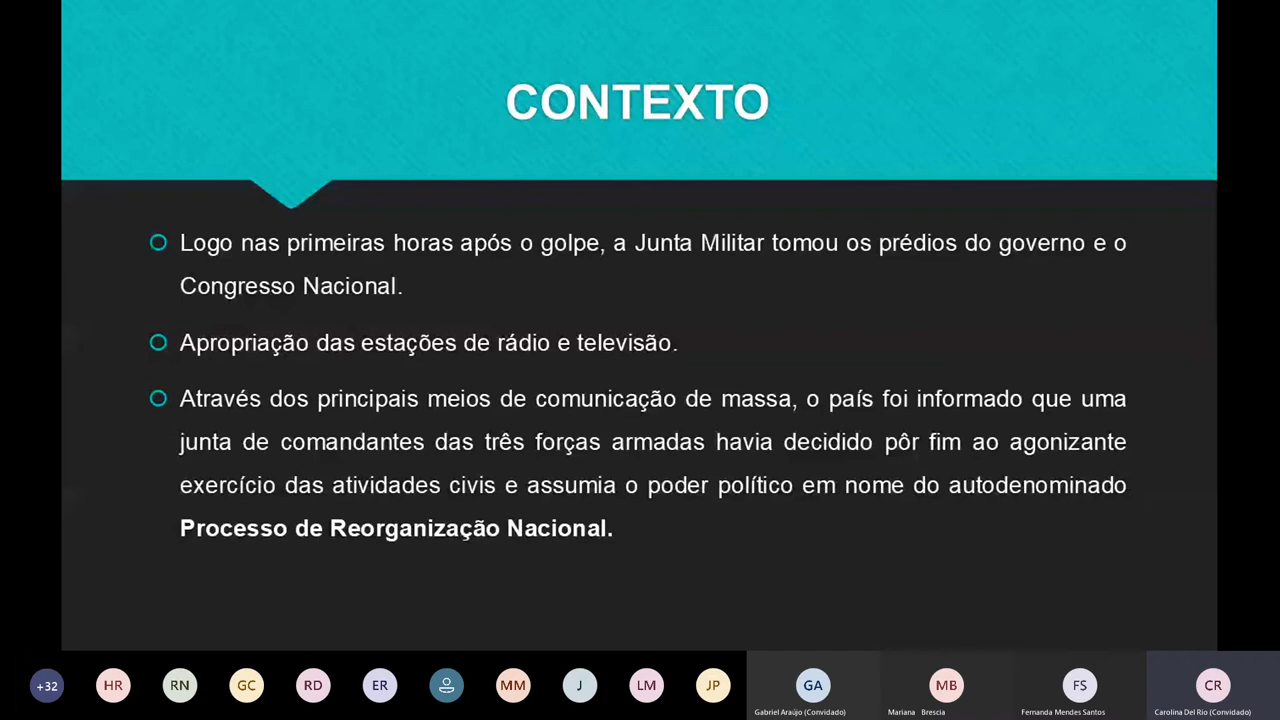 CONTEXTO
Logo nas primeiras horas após o golpe, a Junta Militar tomou os prédios do governo e o
Congresso Nacional.
Apropriação das estações de rádio e televisão.
Através dos principais meios de comunicação de massa, o país foi informado que uma
junta de comandantes das três forças armadas havia decidido pôr fim ao agonizante
exercício das atividades civis e assumia o poder político em nome do autodenominado
Processo de Reorganização Nacional.
+32 HR RN GC RD ER MM J LM JP GA MB FS CR
Gabriel Araújo (Convidado) Mariana Brescia Fernanda Mendes Santos Carolina Del Rio (Convidado)